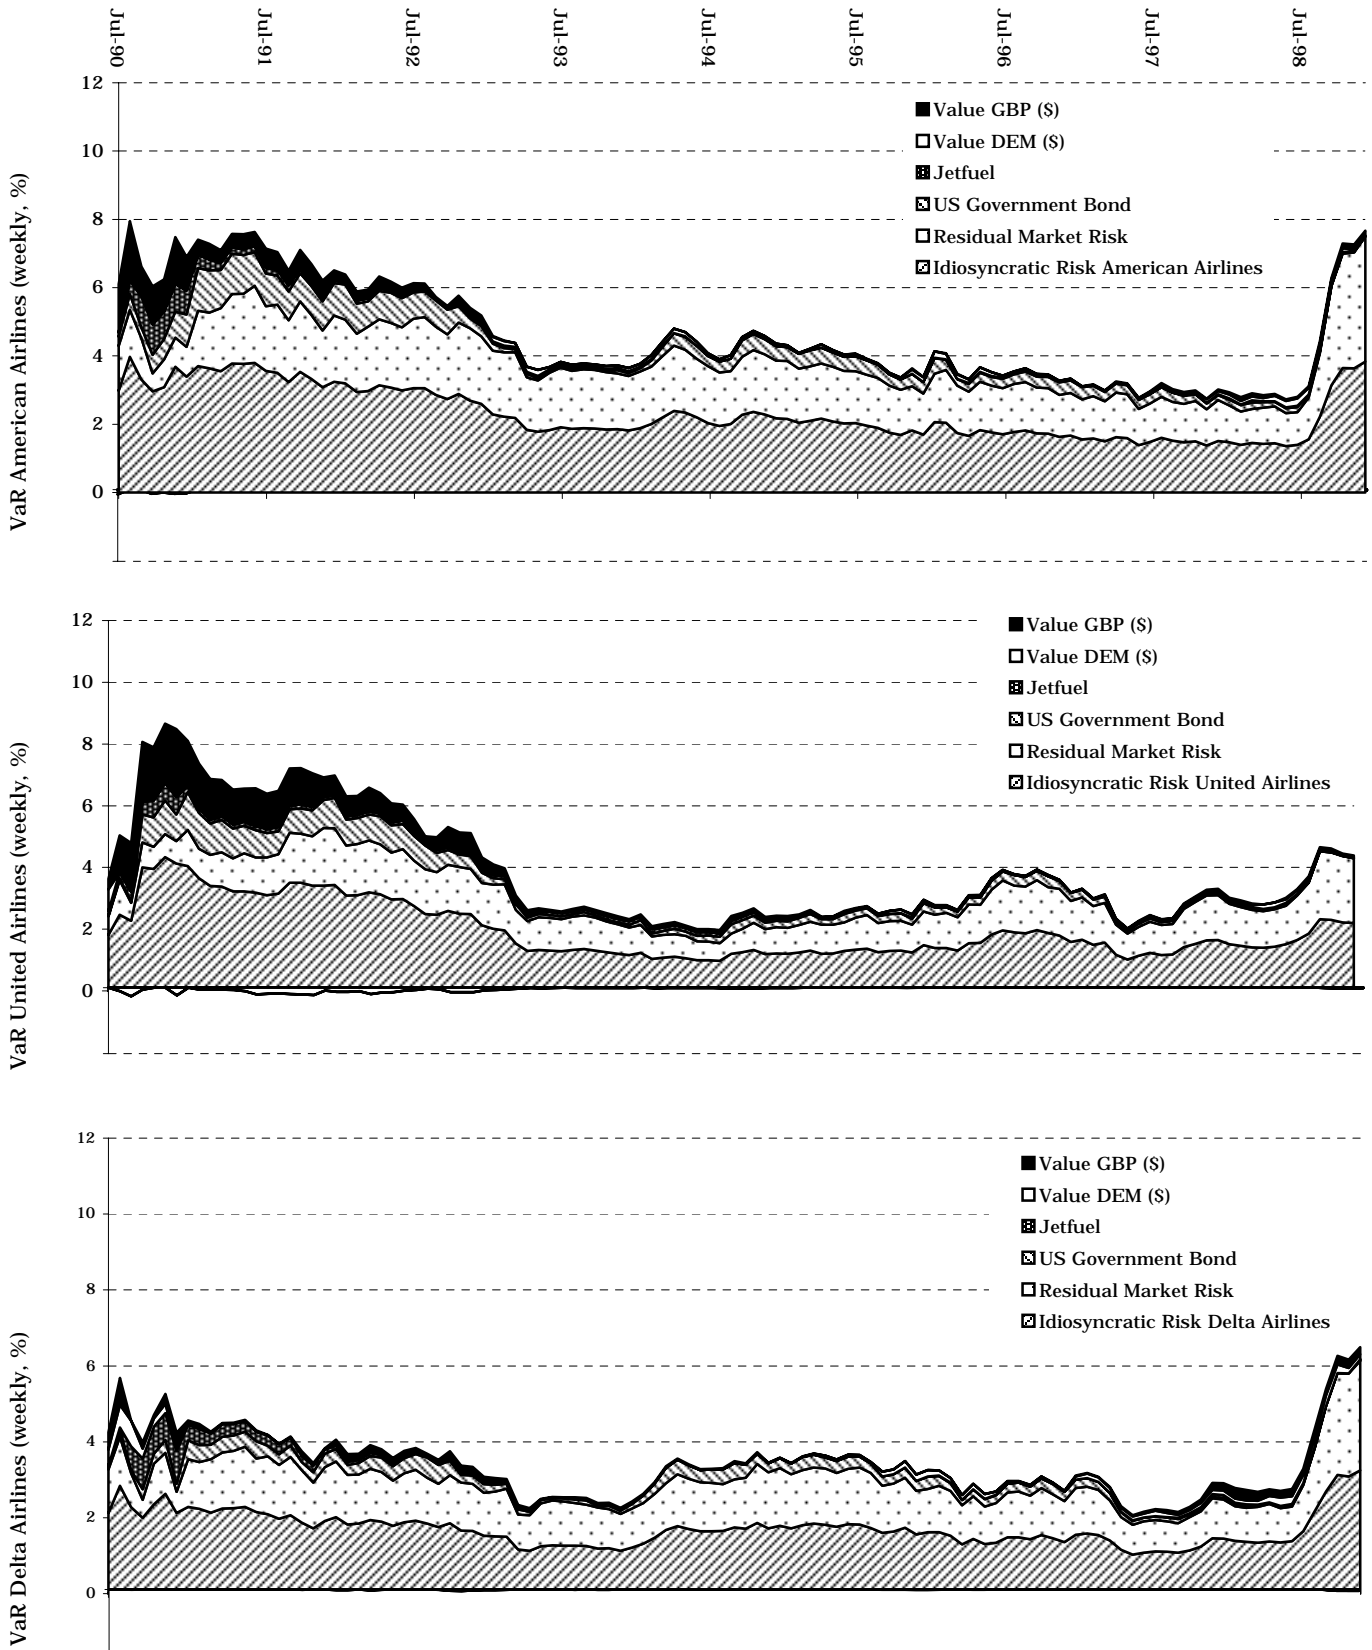 Jul-90
Jul-91
Jul-92
Jul-93
Jul-94
Jul-95
Jul-96
Jul-97
Jul-98
VaR American Airlines (weekly, %)
12
10
8
6
4
2
0
Value GBP ($)
Value DEM ($)
Jetfuel
US Government Bond
Residual Market Risk
Idiosyncratic Risk American Airlines
VaR United Airlines (weekly, %)
12
10
8
6
4
2
0
Value GBP ($)
Value DEM ($)
Jetfuel
US Government Bond
Residual Market Risk
Idiosyncratic Risk United Airlines
VaR Delta Airlines (weekly, %)
12
10
8
6
4
2
0
Value GBP ($)
Value DEM ($)
Jetfuel
US Government Bond
Residual Market Risk
Idiosyncratic Risk Delta Airlines